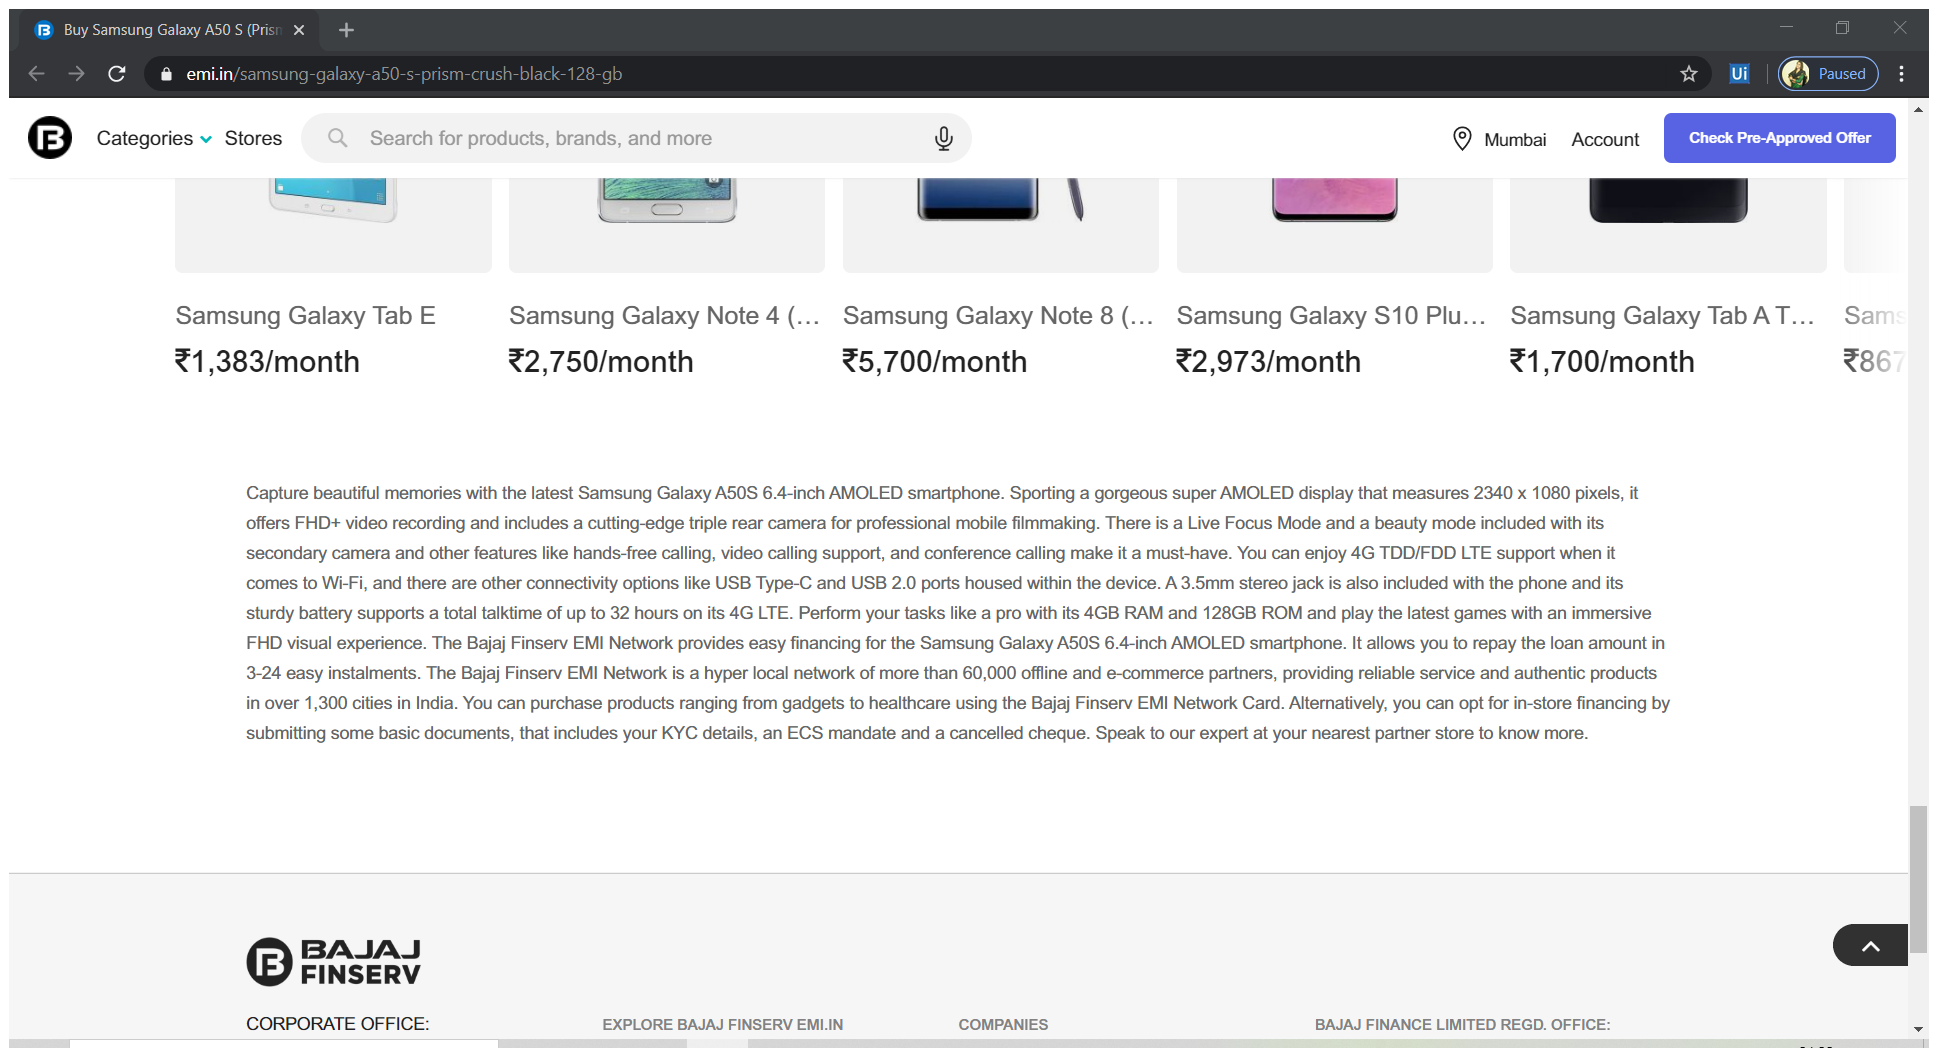 Buy Samsung Galaxy A50 S (Prism
emi.in/samsung-galaxy-a50-s-prism-crush-black-128-gb
Ui
Paused
Categories
Stores
Search for products, brands, and more
Mumbai
Account
Check Pre-Approved Offer
Samsung Galaxy Tab E
Samsung Galaxy Note 4 (...
Samsung Galaxy Note 8 (...
Samsung Galaxy S10 Plu...
Samsung Galaxy Tab A T...
Sams
₹1,383/month
₹2,750/month
₹5,700/month
₹2,973/month
₹1,700/month
₹867
Capture beautiful memories with the latest Samsung Galaxy A50S 6.4-inch AMOLED smartphone. Sporting a gorgeous super AMOLED display that measures 2340 x 1080 pixels, it
offers FHD+ video recording and includes a cutting-edge triple rear camera for professional mobile filmmaking. There is a Live Focus Mode and a beauty mode included with its
secondary camera and other features like hands-free calling, video calling support, and conference calling make it a must-have. You can enjoy 4G TDD/FDD LTE support when it
comes to Wi-Fi, and there are other connectivity options like USB Type-C and USB 2.0 ports housed within the device. A 3.5mm stereo jack is also included with the phone and its
sturdy battery supports a total talktime of up to 32 hours on its 4G LTE. Perform your tasks like a pro with its 4GB RAM and 128GB ROM and play the latest games with an immersive
FHD visual experience. The Bajaj Finserv EMI Network provides easy financing for the Samsung Galaxy A50S 6.4-inch AMOLED smartphone. It allows you to repay the loan amount in
3-24 easy instalments. The Bajaj Finserv EMI Network is a hyper local network of more than 60,000 offline and e-commerce partners, providing reliable service and authentic products
in over 1,300 cities in India. You can purchase products ranging from gadgets to healthcare using the Bajaj Finserv EMI Network Card. Alternatively, you can opt for in-store financing by
submitting some basic documents, that includes your KYC details, an ECS mandate and a cancelled cheque. Speak to our expert at your nearest partner store to know more.
BAJAJ
FINSERV
CORPORATE OFFICE:
EXPLORE BAJAJ FINSERV EMI.IN
COMPANIES
BAJAJ FINANCE LIMITED REGD. OFFICE: